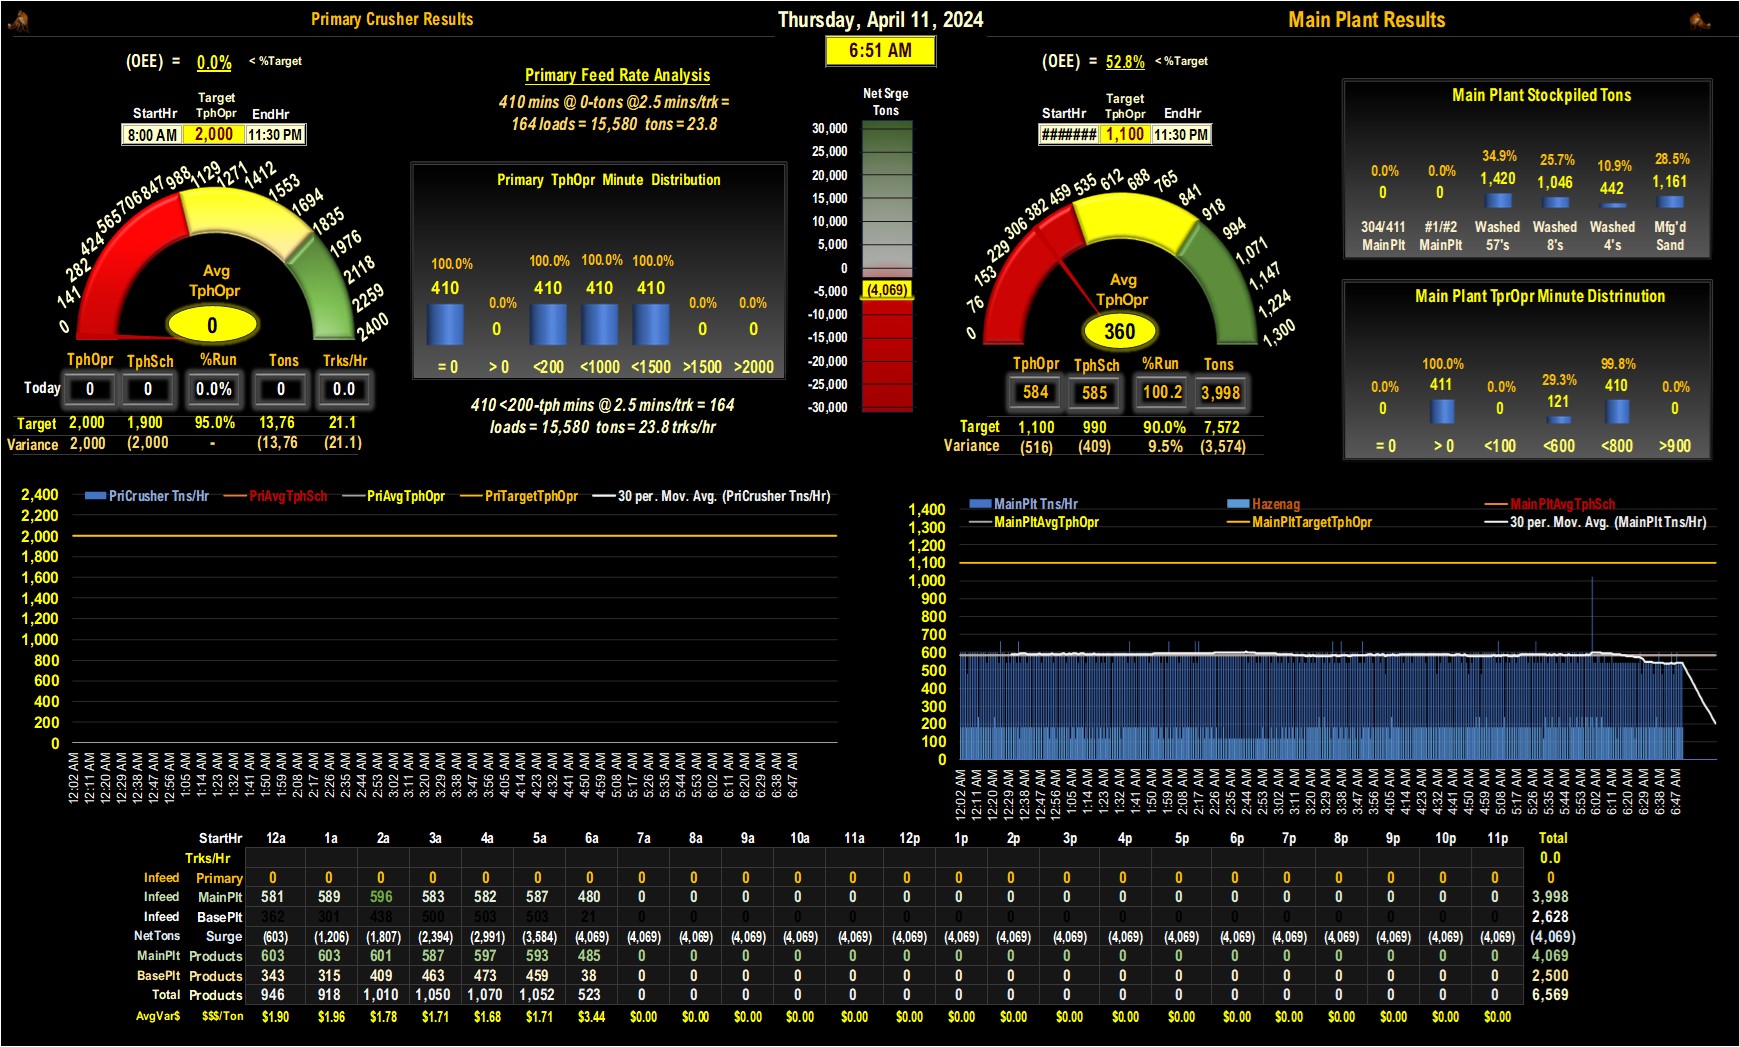 Primary Crusher Results
Thursday, April 11, 2024
Main Plant Results
6:51 AM
(OEE) = 0.0% < %Target
StartHr Target TphOpr EndHr
8:00 AM 2,000 11:30 PM
0 141 282 424 565 706 847 988 1129 1271 1412 1553 1694 1835 1976 2118 2259 2400
Avg
TphOpr
0
TphOpr TphSch %Run Tons Trks/Hr
Today 0 0 0.0% 0 0.0
Target 2,000 1,900 95.0% 13,76 21.1
Variance 2,000 (2,000 - (13,76 (21.1)
Primary Feed Rate Analysis
410 mins @ 0-tons @2.5 mins/trk =
164 loads = 15,580 tons = 23.8
Primary TphOpr Minute Distribution
100.0% 0.0% 100.0% 100.0% 100.0% 0.0% 0.0%
410 0 410 410 410 0 0
= 0 > 0 <200 <1000 <1500 >1500 >2000
410 <200-tph mins @ 2.5 mins/trk = 164
loads = 15,580 tons = 23.8 trks/hr
Net Srge
Tons
30,000
25,000
20,000
15,000
10,000
5,000
0
-5,000
(4,069)
-10,000
-15,000
-20,000
-25,000
-30,000
(OEE) = 52.8% < %Target
StartHr Target TphOpr EndHr
####### 1,100 11:30 PM
0 76 153 229 306 382 459 535 612 688 765 841 918 994 1,071 1,147 1,224 1,300
Avg
TphOpr
360
TphOpr TphSch %Run Tons
584 585 100.2 3,998
Target 1,100 990 90.0% 7,572
Variance (516) (409) 9.5% (3,574)
Main Plant Stockpiled Tons
0.0% 0.0% 34.9% 25.7% 10.9% 28.5%
0 0 1,420 1,046 442 1,161
304/411 #1/#2 Washed Washed Washed Mfg'd
MainPlt MainPlt 57's 8's 4's Sand
Main Plant TprOpr Minute Distrinution
0.0% 100.0% 0.0% 29.3% 99.8% 0.0%
0 411 0 121 410 0
= 0 > 0 <100 <600 <800 >900
PriCrusher Tns/Hr PriAvgTphSch PriAvgTphOpr PriTargetTphOpr 30 per. Mov. Avg. (PriCrusher Tns/Hr)
2,400
2,200
2,000
1,800
1,600
1,400
1,200
1,000
800
600
400
200
0
12:02 AM 12:11 AM 12:20 AM 12:29 AM 12:38 AM 12:47 AM 12:56 AM 1:05 AM 1:14 AM 1:23 AM 1:32 AM 1:41 AM 1:50 AM 1:59 AM 2:08 AM 2:17 AM 2:26 AM 2:35 AM 2:44 AM 2:53 AM 3:02 AM 3:11 AM 3:20 AM 3:29 AM 3:38 AM 3:47 AM 3:56 AM 4:05 AM 4:14 AM 4:23 AM 4:32 AM 4:41 AM 4:50 AM 4:59 AM 5:08 AM 5:17 AM 5:26 AM 5:35 AM 5:44 AM 5:53 AM 6:02 AM 6:11 AM 6:20 AM 6:29 AM 6:38 AM 6:47 AM
MainPlt Tns/Hr Hazenag MainPltAvgTphSch
MainPltAvgTphOpr MainPltTargetTphOpr 30 per. Mov. Avg. (MainPlt Tns/Hr)
1,400
1,300
1,200
1,100
1,000
900
800
700
600
500
400
300
200
100
0
12:02 AM 12:11 AM 12:20 AM 12:29 AM 12:38 AM 12:47 AM 12:56 AM 1:05 AM 1:14 AM 1:23 AM 1:32 AM 1:41 AM 1:50 AM 1:59 AM 2:08 AM 2:17 AM 2:26 AM 2:35 AM 2:44 AM 2:53 AM 3:02 AM 3:11 AM 3:20 AM 3:29 AM 3:38 AM 3:47 AM 3:56 AM 4:05 AM 4:14 AM 4:23 AM 4:32 AM 4:41 AM 4:50 AM 4:59 AM 5:08 AM 5:17 AM 5:26 AM 5:35 AM 5:44 AM 5:53 AM 6:02 AM 6:11 AM 6:20 AM 6:29 AM 6:38 AM 6:47 AM
StartHr 12a 1a 2a 3a 4a 5a 6a 7a 8a 9a 10a 11a 12p 1p 2p 3p 4p 5p 6p 7p 8p 9p 10p 11p Total
Trks/Hr 0.0
Infeed Primary 0 0 0 0 0 0 0 0 0 0 0 0 0 0 0 0 0 0 0 0 0 0 0 0 0
Infeed MainPlt 581 589 596 583 582 587 480 0 0 0 0 0 0 0 0 0 0 0 0 0 0 0 0 0 3,998
Infeed BasePlt 362 301 438 500 503 503 21 0 0 0 0 0 0 0 0 0 0 0 0 0 0 0 0 0 2,628
NetTons Surge (603) (1,206) (1,807) (2,394) (2,991) (3,584) (4,069) (4,069) (4,069) (4,069) (4,069) (4,069) (4,069) (4,069) (4,069) (4,069) (4,069) (4,069) (4,069) (4,069) (4,069) (4,069) (4,069) (4,069) (4,069)
MainPlt Products 603 603 601 587 597 593 485 0 0 0 0 0 0 0 0 0 0 0 0 0 0 0 0 0 4,069
BasePlt Products 343 315 409 463 473 459 38 0 0 0 0 0 0 0 0 0 0 0 0 0 0 0 0 0 2,500
Total Products 946 918 1,010 1,050 1,070 1,052 523 0 0 0 0 0 0 0 0 0 0 0 0 0 0 0 0 0 6,569
AvgVar$ $$$/Ton $1.90 $1.96 $1.78 $1.71 $1.68 $1.71 $3.44 $0.00 $0.00 $0.00 $0.00 $0.00 $0.00 $0.00 $0.00 $0.00 $0.00 $0.00 $0.00 $0.00 $0.00 $0.00 $0.00 $0.00